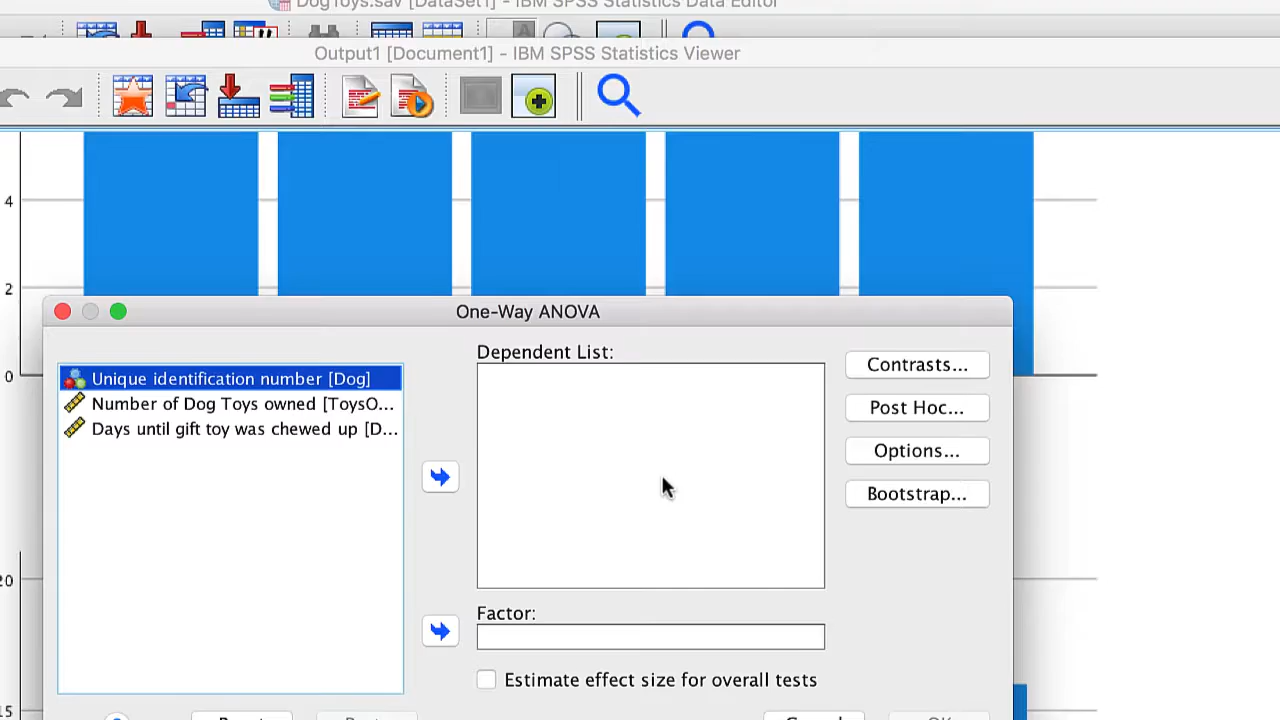 DogToys.sav [DataSet1] - IBM SPSS Statistics Data Editor
Output1 [Document1] - IBM SPSS Statistics Viewer
4
2
0
One-Way ANOVA
Dependent List:
Unique identification number [Dog]
Number of Dog Toys owned [ToysO...
Days until gift toy was chewed up [D...
Contrasts...
Post Hoc...
Options...
Bootstrap...
Factor:
Estimate effect size for overall tests
15